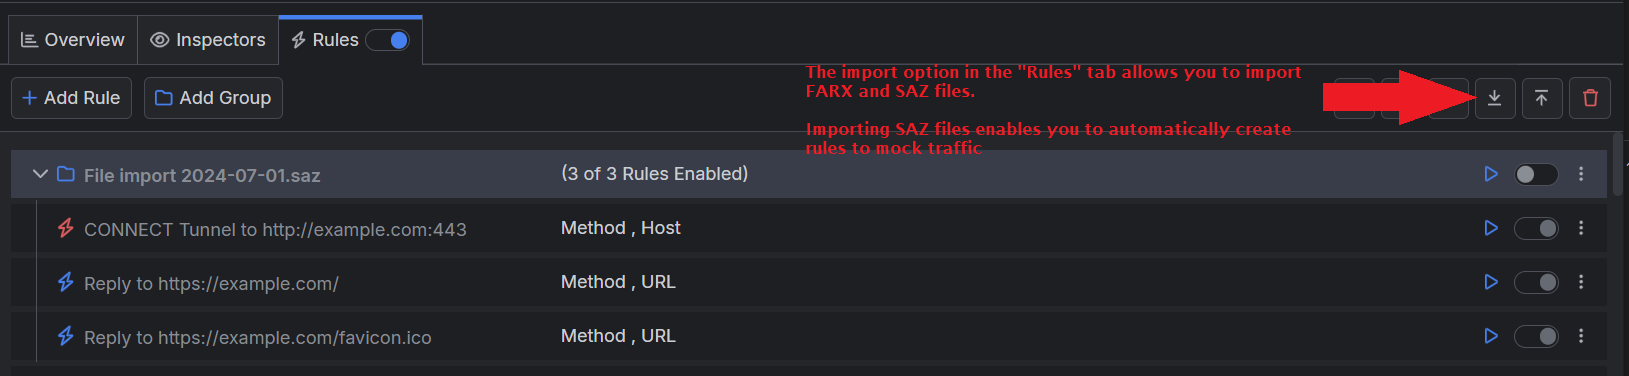 Overview Inspectors Rules
The import option in the "Rules" tab allows you to import
FARX and SAZ files.
Add Rule Add Group
Importing SAZ files enables you to automatically create
rules to mock traffic
File import 2024-07-01.saz (3 of 3 Rules Enabled)
CONNECT Tunnel to http://example.com:443 Method , Host
Reply to https://example.com/ Method , URL
Reply to https://example.com/favicon.ico Method , URL